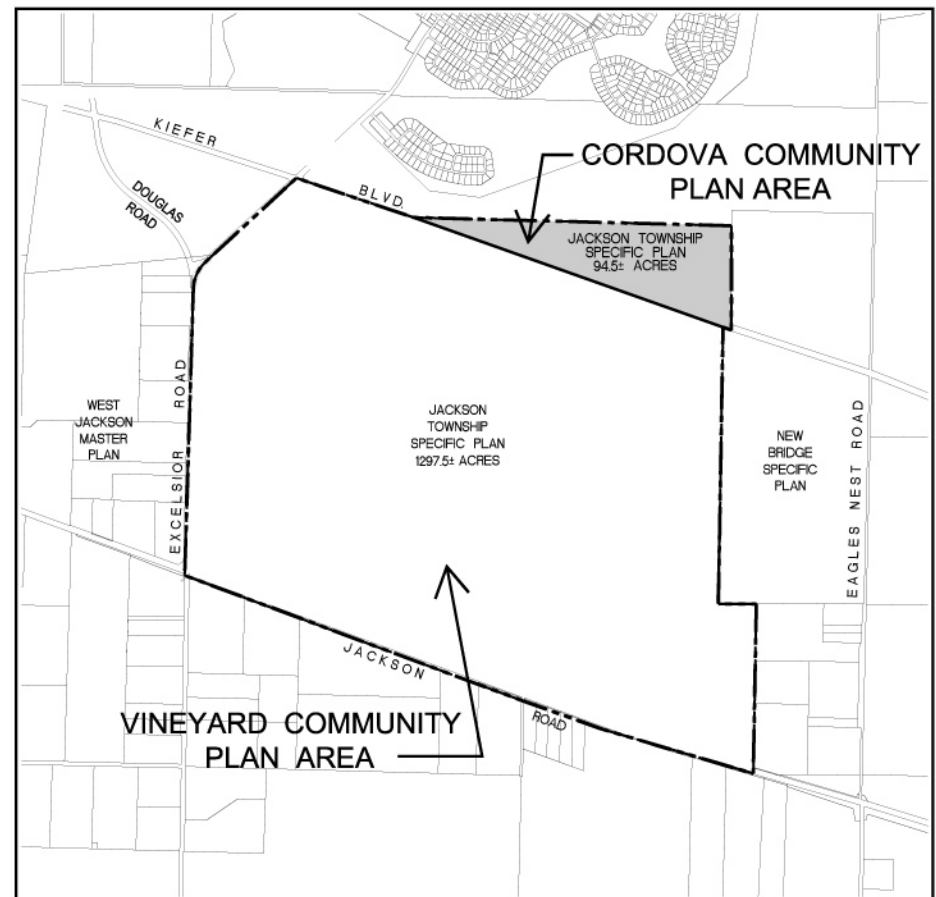 KIEFER
BLVD.
DOUGLAS
ROAD
CORDOVA COMMUNITY
PLAN AREA
JACKSON TOWNSHIP
SPECIFIC PLAN
94.5± ACRES
EXCELSIOR ROAD
WEST
JACKSON
MASTER
PLAN
JACKSON
TOWNSHIP
SPECIFIC PLAN
1297.5± ACRES
NEW
BRIDGE
SPECIFIC
PLAN
EAGLES NEST ROAD
JACKSON
ROAD
VINEYARD COMMUNITY
PLAN AREA